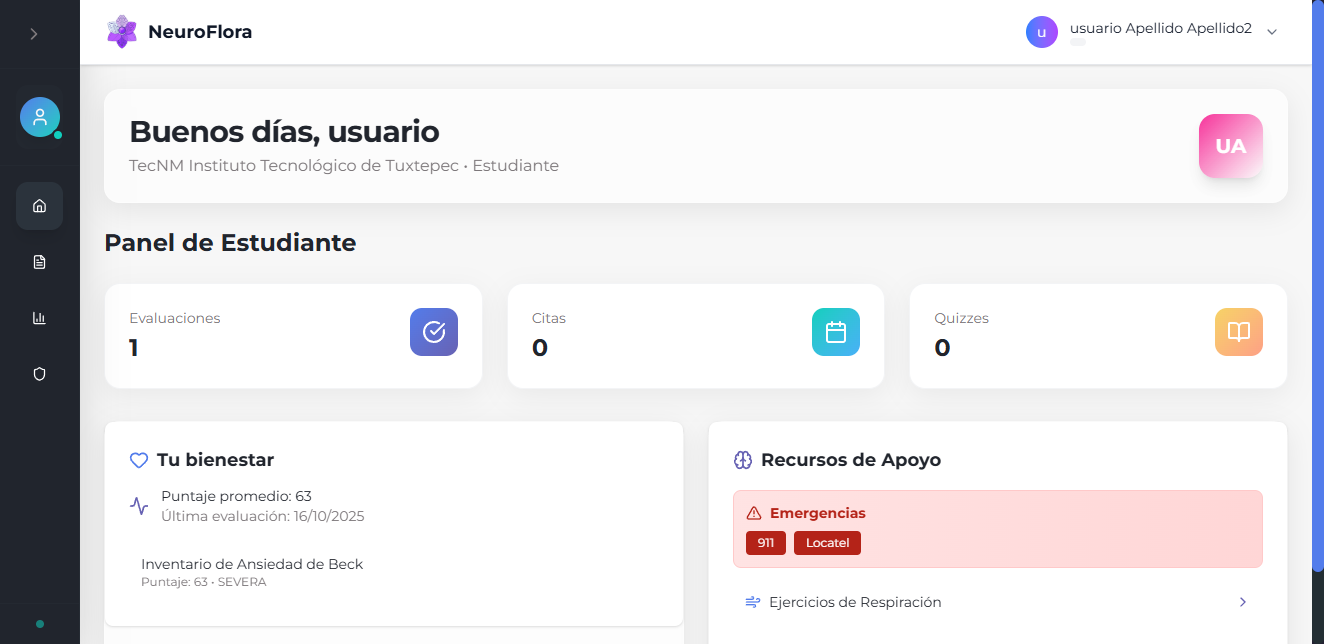 NeuroFlora
u
usuario Apellido Apellido2
Buenos días, usuario
TecNM Instituto Tecnológico de Tuxtepec • Estudiante
UA
Panel de Estudiante
Evaluaciones
1
Citas
0
Quizzes
0
Tu bienestar
Puntaje promedio: 63
Última evaluación: 16/10/2025
Inventario de Ansiedad de Beck
Puntaje: 63 • SEVERA
Recursos de Apoyo
Emergencias
911
Locatel
Ejercicios de Respiración